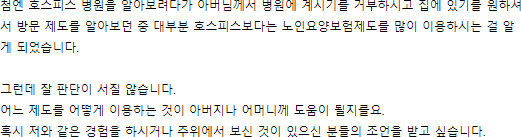 첨엔 호스피스 병원을 알아보려다가 아버님께서 병원에 계시기를 거부하시고 집에 있기를 원하셔
서 방문 제도를 알아보던 중 대부분 호스피스보다는 노인요양보험제도를 많이 이용하시는 걸 알
게 되었습니다.
그런데 잘 판단이 서질 않습니다.
어느 제도를 어떻게 이용하는 것이 아버지나 어머니께 도움이 될지를요.
혹시 저와 같은 경험을 하시거나 주위에서 보신 것이 있으신 분들의 조언을 받고 싶습니다.